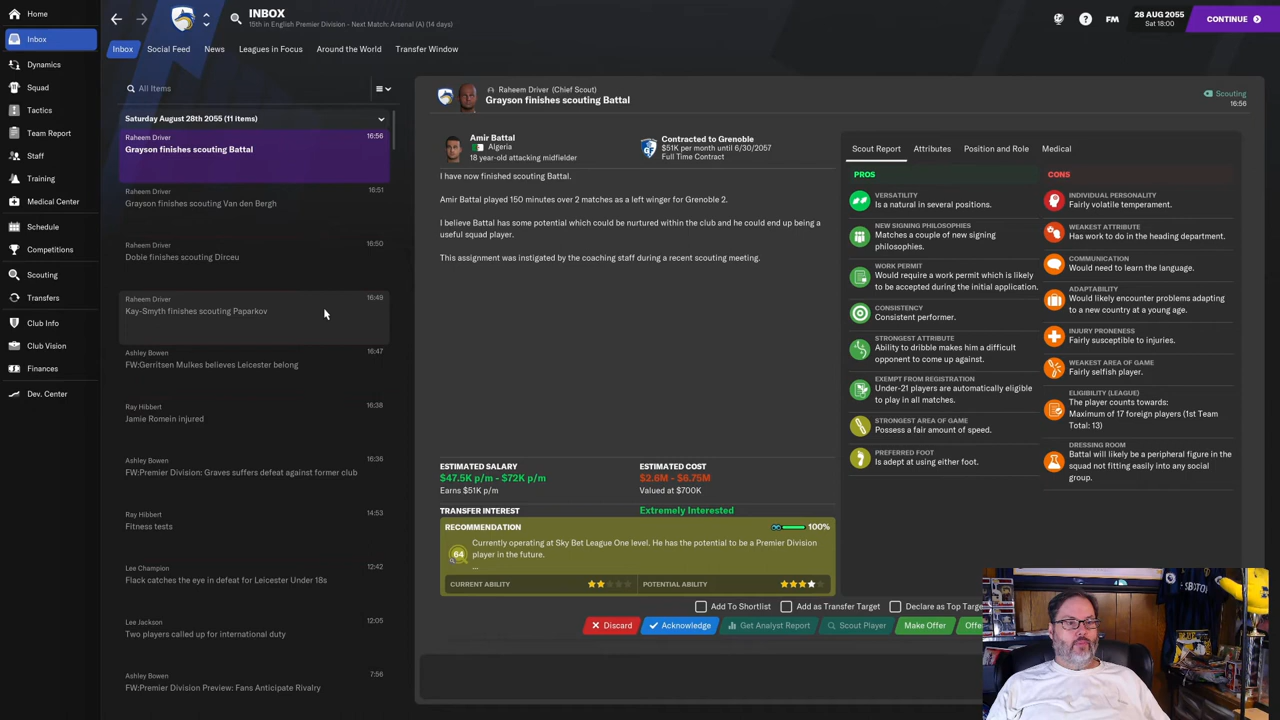 Home
Inbox
Dynamics
Squad
Tactics
Team Report
Staff
Training
Medical Center
Schedule
Competitions
Scouting
Transfers
Club Info
Club Vision
Finances
Dev. Center
INBOX
15th in English Premier Division - Next Match: Arsenal (A) (14 days)
FM
28 AUG 2055
Sat 18:00
CONTINUE
Inbox
Social Feed
News
Leagues in Focus
Around the World
Transfer Window
All Items
Saturday August 28th 2055 (11 items)
Raheem Driver
16:56
Grayson finishes scouting Battal
Raheem Driver
16:51
Grayson finishes scouting Van den Bergh
Raheem Driver
16:50
Dobie finishes scouting Dirceu
Raheem Driver
16:49
Kay-Smyth finishes scouting Paparkov
Ashley Bowen
16:47
FW:Gerritsen Mulkes believes Leicester belong
Ray Hibbert
16:38
Jamie Romein injured
Ashley Bowen
16:36
FW:Premier Division: Graves suffers defeat against former club
Ray Hibbert
14:53
Fitness tests
Lee Champion
12:42
Flack catches the eye in defeat for Leicester Under 18s
Lee Jackson
12:05
Two players called up for international duty
Ashley Bowen
7:56
FW:Premier Division Preview: Fans Anticipate Rivalry
Raheem Driver (Chief Scout)
Grayson finishes scouting Battal
Scouting
16:56
Amir Battal
Algeria
18 year-old attacking midfielder
Contracted to Grenoble
$51K per month until 6/30/2057
Full Time Contract
I have now finished scouting Battal.
Amir Battal played 150 minutes over 2 matches as a left winger for Grenoble 2.
I believe Battal has some potential which could be nurtured within the club and he could end up being a
useful squad player.
This assignment was instigated by the coaching staff during a recent scouting meeting.
ESTIMATED SALARY
$47.5K p/m - $72K p/m
Earns $51K p/m
ESTIMATED COST
$2.6M - $6.75M
Valued at $700K
TRANSFER INTEREST
Extremely Interested
RECOMMENDATION
100%
64
Currently operating at Sky Bet League One level. He has the potential to be a Premier Division
player in the future.
...
CURRENT ABILITY
POTENTIAL ABILITY
Scout Report
Attributes
Position and Role
Medical
PROS
VERSATILITY
Is a natural in several positions.
NEW SIGNING PHILOSOPHIES
Matches a couple of new signing
philosophies.
WORK PERMIT
Would require a work permit which is likely
to be accepted during the initial application.
CONSISTENCY
Consistent performer.
STRONGEST ATTRIBUTE
Ability to dribble makes him a difficult
opponent to come up against.
EXEMPT FROM REGISTRATION
Under-21 players are automatically eligible
to play in all matches.
STRONGEST AREA OF GAME
Possess a fair amount of speed.
PREFERRED FOOT
Is adept at using either foot.
CONS
INDIVIDUAL PERSONALITY
Fairly volatile temperament.
WEAKEST ATTRIBUTE
Has work to do in the heading department.
COMMUNICATION
Would need to learn the language.
ADAPTABILITY
Would likely encounter problems adapting
to a new country at a young age.
INJURY PRONENESS
Fairly susceptible to injuries.
WEAKEST AREA OF GAME
Fairly selfish player.
ELIGIBILITY (LEAGUE)
The player counts towards:
Maximum of 17 foreign players (1st Team
Total: 13)
DRESSING ROOM
Battal will likely be a peripheral figure in the
squad not fitting easily into any social
group.
Add To Shortlist
Add as Transfer Target
Declare as Top Targe
Discard
Acknowledge
Get Analyst Report
Scout Player
Make Offer
Offe